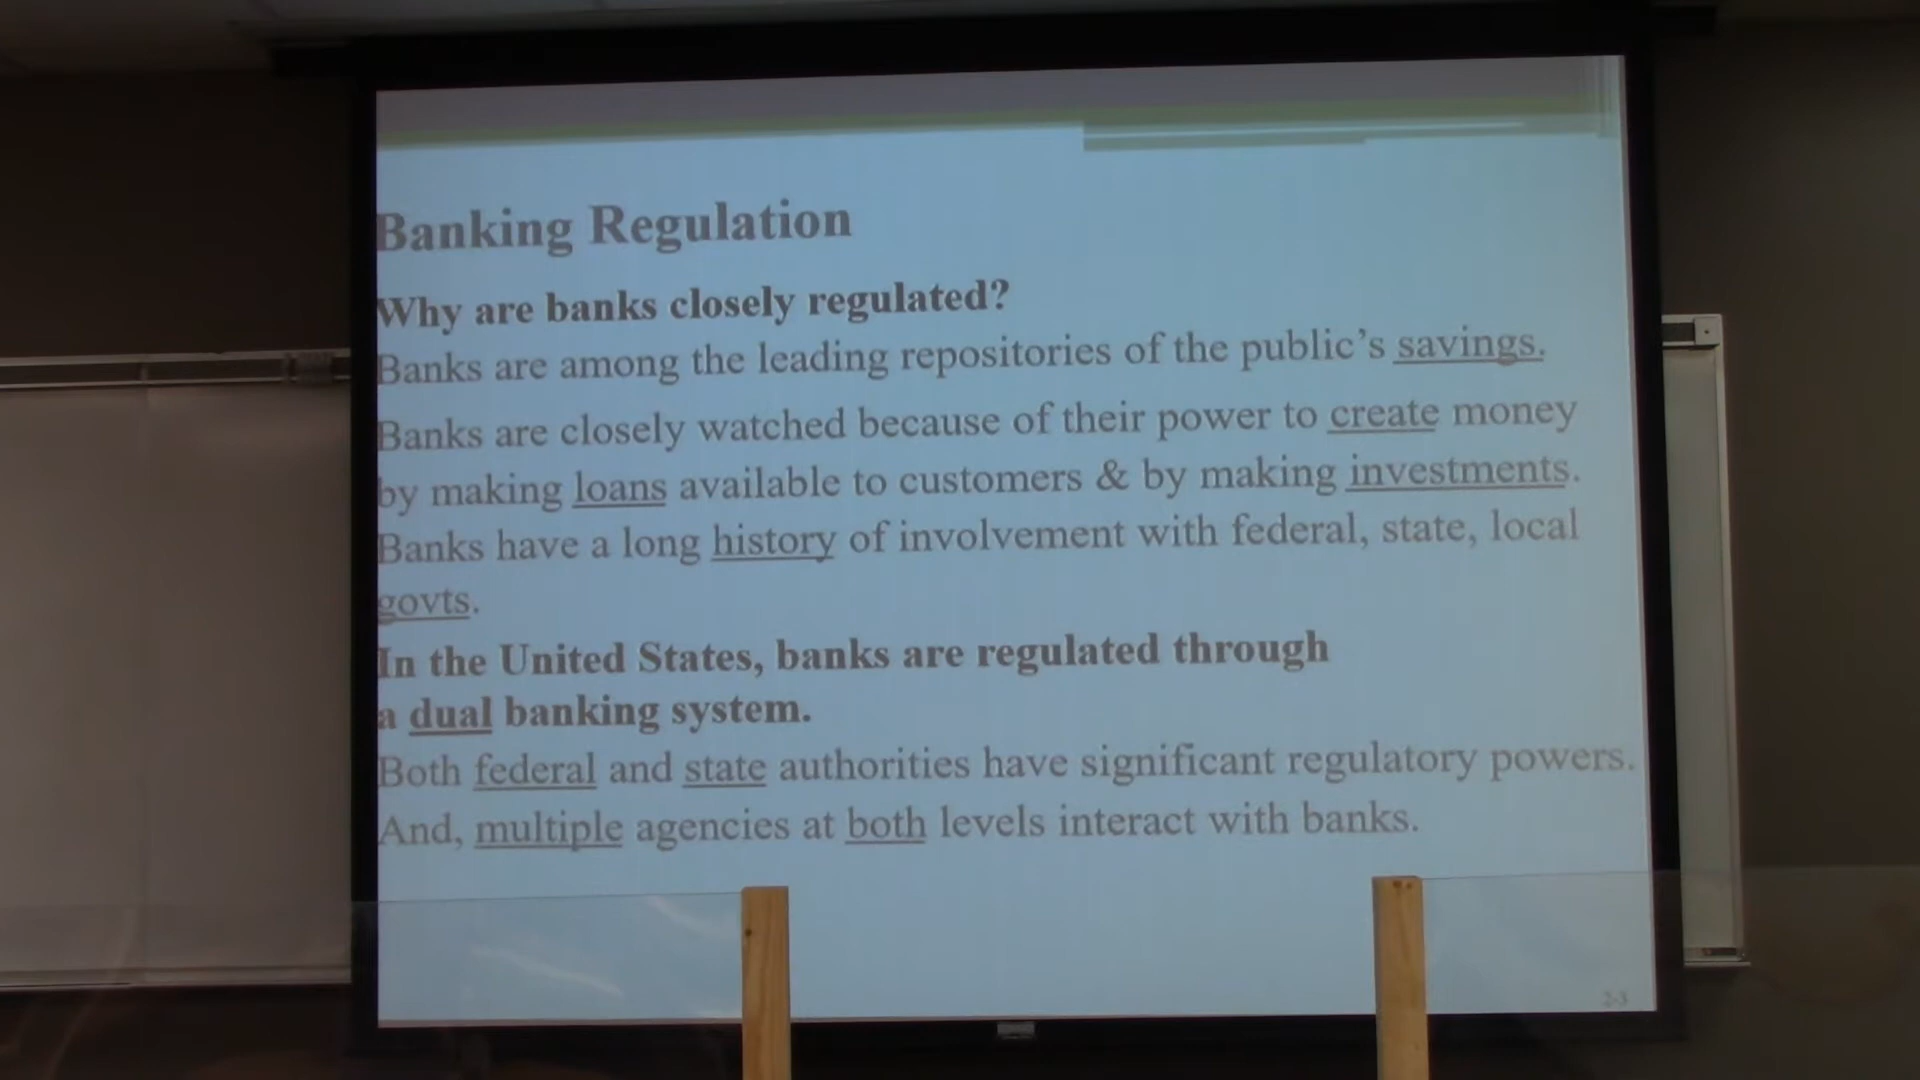 Banking Regulation
Why are banks closely regulated?
Banks are among the leading repositories of the public's savings.
Banks are closely watched because of their power to create money
by making loans available to customers & by making investments.
Banks have a long history of involvement with federal, state, local
govts.
In the United States, banks are regulated through
a dual banking system.
Both federal and state authorities have significant regulatory powers.
And, multiple agencies at both levels interact with banks.
2-3